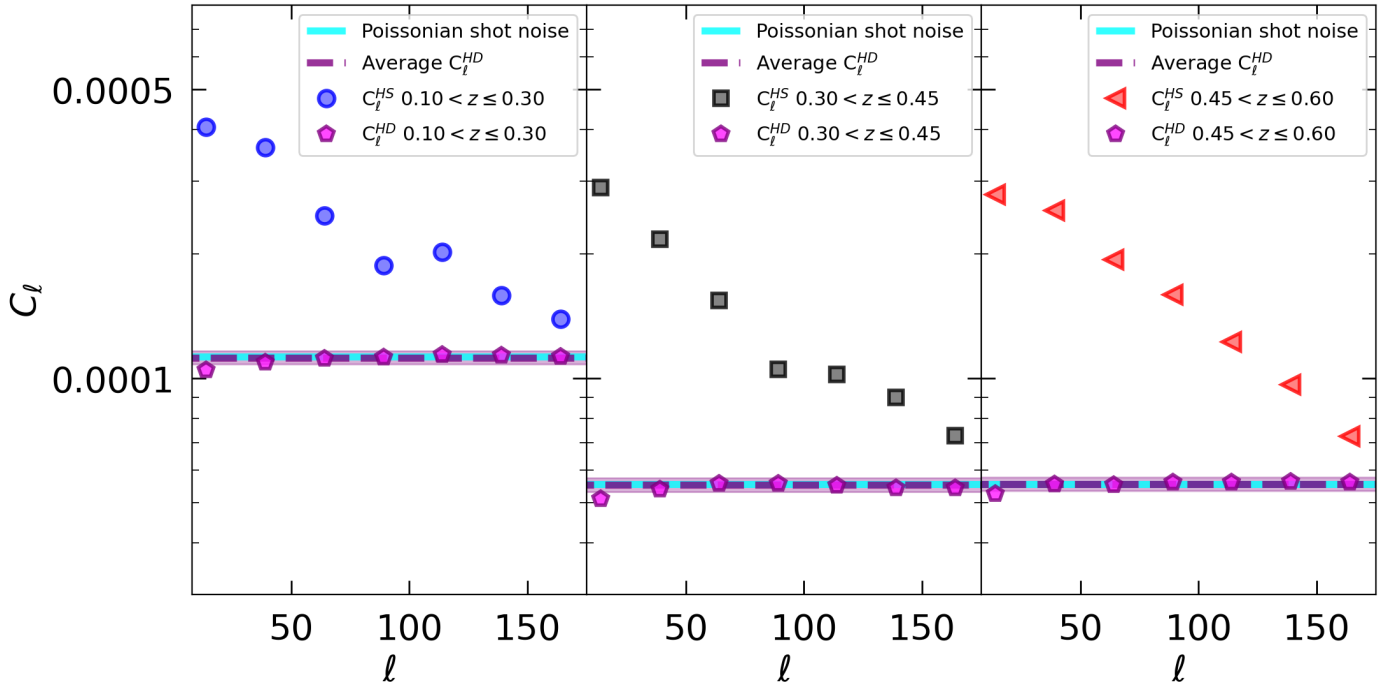 Poissonian shot noise
Average C_ℓ^{HD}
C_ℓ^{HS} 0.10 < z ≤ 0.30
C_ℓ^{HD} 0.10 < z ≤ 0.30
Poissonian shot noise
Average C_ℓ^{HD}
C_ℓ^{HS} 0.30 < z ≤ 0.45
C_ℓ^{HD} 0.30 < z ≤ 0.45
Poissonian shot noise
Average C_ℓ^{HD}
C_ℓ^{HS} 0.45 < z ≤ 0.60
C_ℓ^{HD} 0.45 < z ≤ 0.60
0.0005
0.0001
C_ℓ
50 100 150
50 100 150
50 100 150
ℓ
ℓ
ℓ